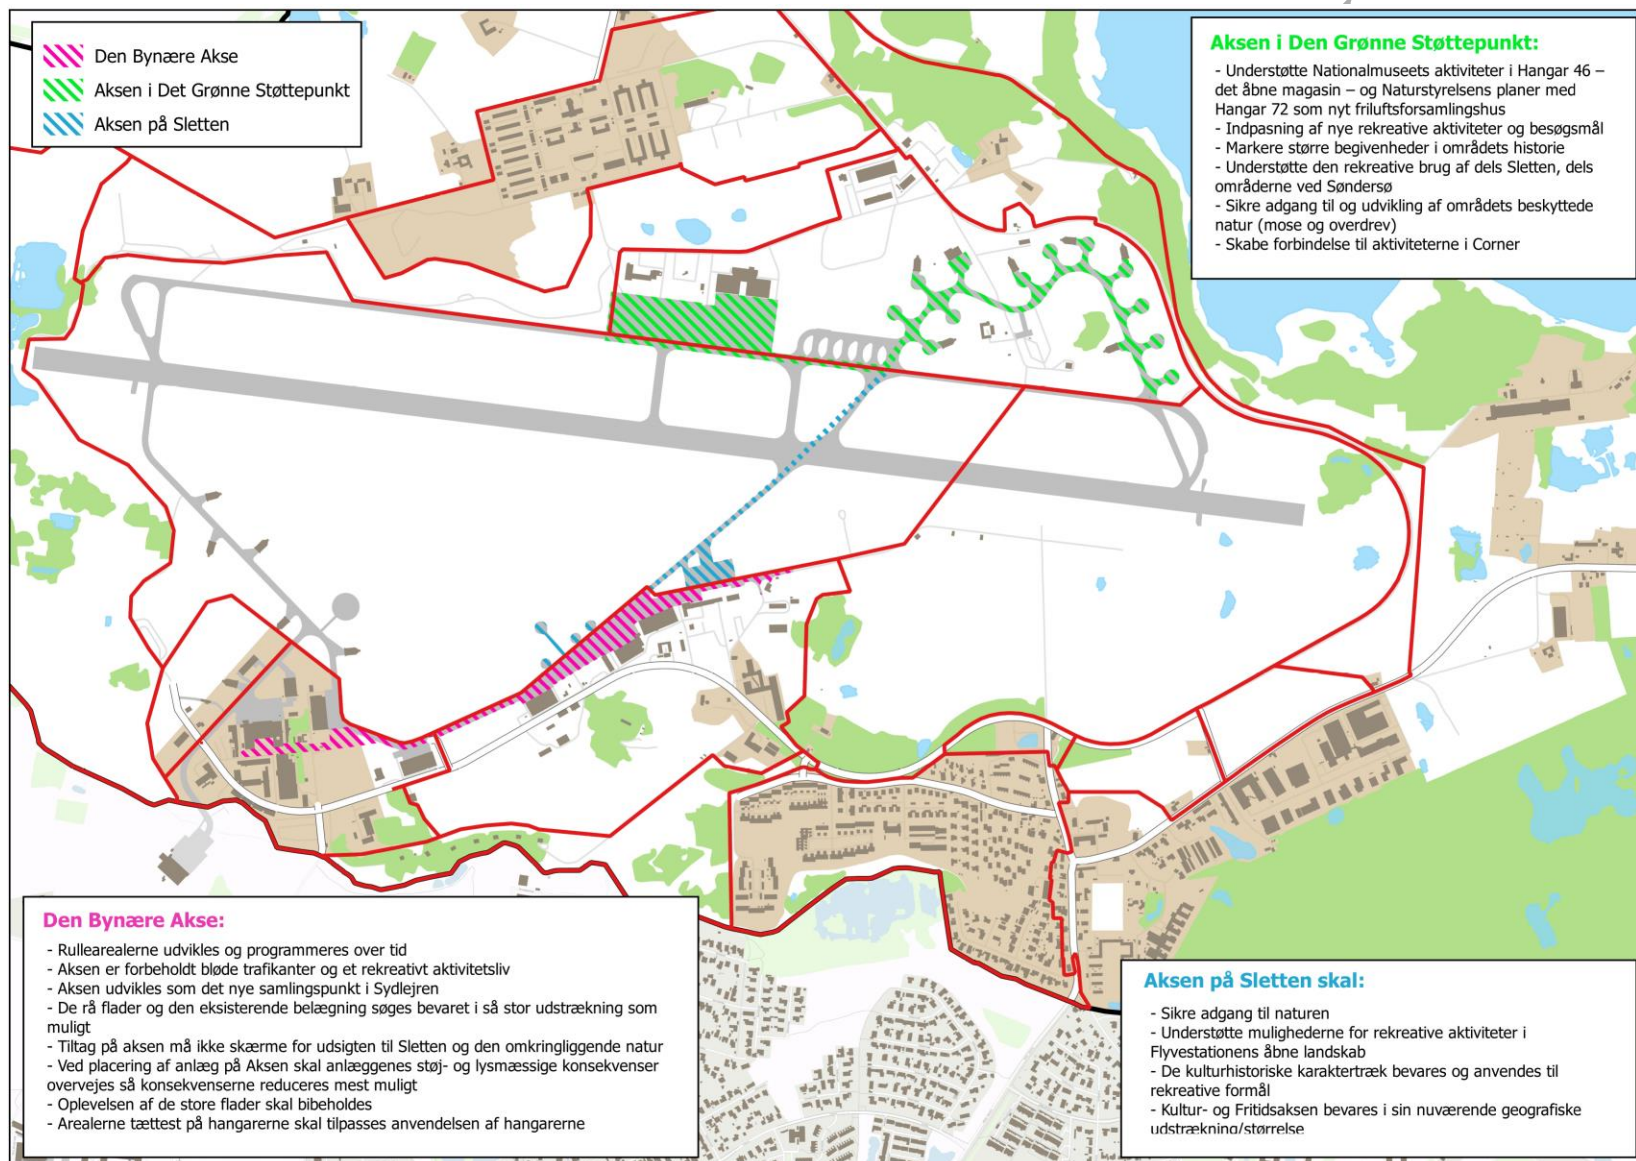 Den Bynære Akse
Aksen i Det Grønne Støttepunkt
Aksen på Sletten
Aksen i Den Grønne Støttepunkt:
- Understøtte Nationalmuseets aktiviteter i Hangar 46 –
det åbne magasin – og Naturstyrelsens planer med
Hangar 72 som nyt friluftsforsamlingshus
- Indpasning af nye rekreative aktiviteter og besøgsmål
- Markere større begivenheder i områdets historie
- Understøtte den rekreative brug af dels Sletten, dels
områderne ved Søndersø
- Sikre adgang til og udvikling af områdets beskyttede
natur (mose og overdrev)
- Skabe forbindelse til aktiviteterne i Corner
Den Bynære Akse:
- Rullearealerne udvikles og programmeres over tid
- Aksen er forbeholdt bløde trafikanter og et rekreativt aktivitetsliv
- Aksen udvikles som det nye samlingspunkt i Sydlejren
- De rå flader og den eksisterende belægning søges bevaret i så stor udstrækning som
muligt
- Tiltag på aksen må ikke skærme for udsigten til Sletten og den omkringliggende natur
- Ved placering af anlæg på Aksen skal anlæggenes støj- og lysmæssige konsekvenser
overvejes så konsekvenserne reduceres mest muligt
- Oplevelsen af de store flader skal bibeholdes
- Arealerne tættest på hangarerne skal tilpasses anvendelsen af hangarerne
Aksen på Sletten skal:
- Sikre adgang til naturen
- Understøtte mulighederne for rekreative aktiviteter i
Flyvestationens åbne landskab
- De kulturhistoriske karaktertræk bevares og anvendes til
rekreative formål
- Kultur- og Fritidsaksen bevares i sin nuværende geografiske
udstrækning/størrelse